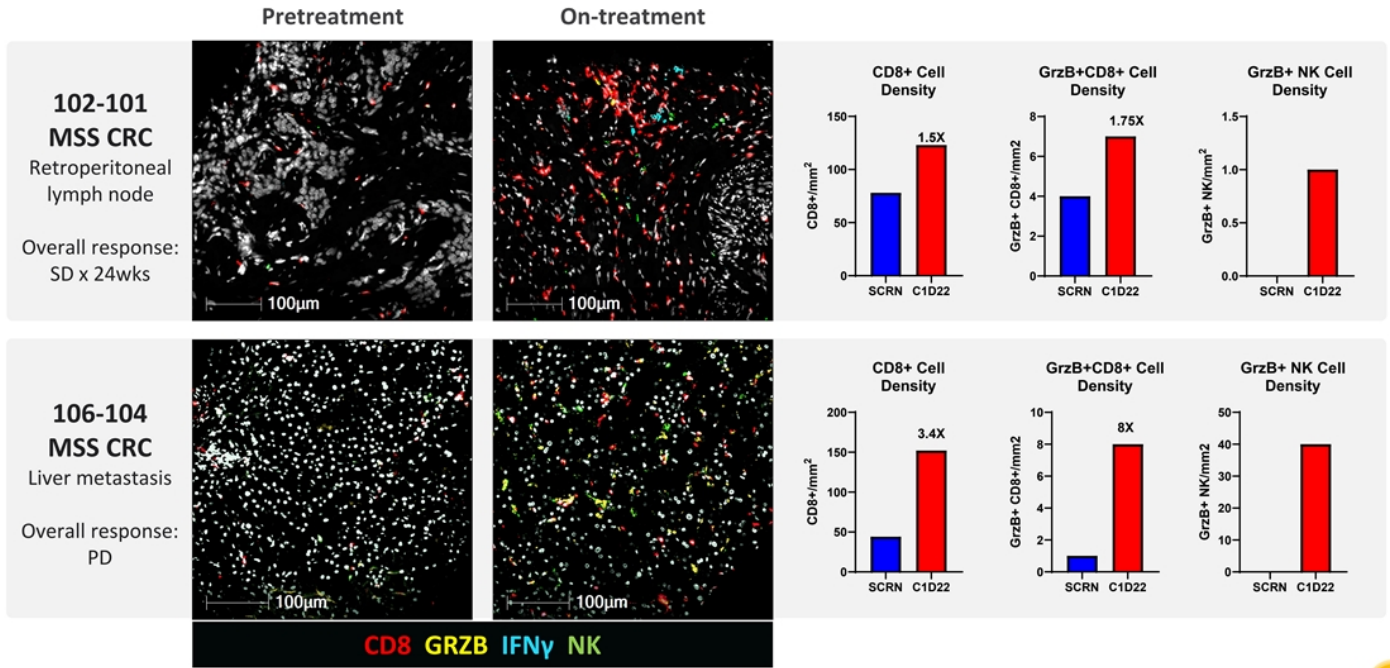 Pretreatment
On-treatment
102-101
MSS CRC
Retroperitoneal
lymph node
Overall response:
SD x 24wks
100μm
100μm
CD8+ Cell
Density
CD8+/mm²
150
100
50
0
1.5X
SCRN C1D22
GrzB+CD8+ Cell
Density
GrzB+ CD8+/mm2
8
6
4
2
0
1.75X
SCRN C1D22
GrzB+ NK Cell
Density
GrzB+ NK/mm²
1.5
1.0
0.5
0.0
SCRN C1D22
106-104
MSS CRC
Liver metastasis
Overall response:
PD
100μm
100μm
CD8+ Cell
Density
CD8+/mm²
200
150
100
50
0
3.4X
SCRN C1D22
GrzB+CD8+ Cell
Density
GrzB+ CD8+/mm2
10
8
6
4
2
0
8X
SCRN C1D22
GrzB+ NK Cell
Density
GrzB+ NK/mm2
50
40
30
20
10
0
SCRN C1D22
CD8 GRZB IFNγ NK